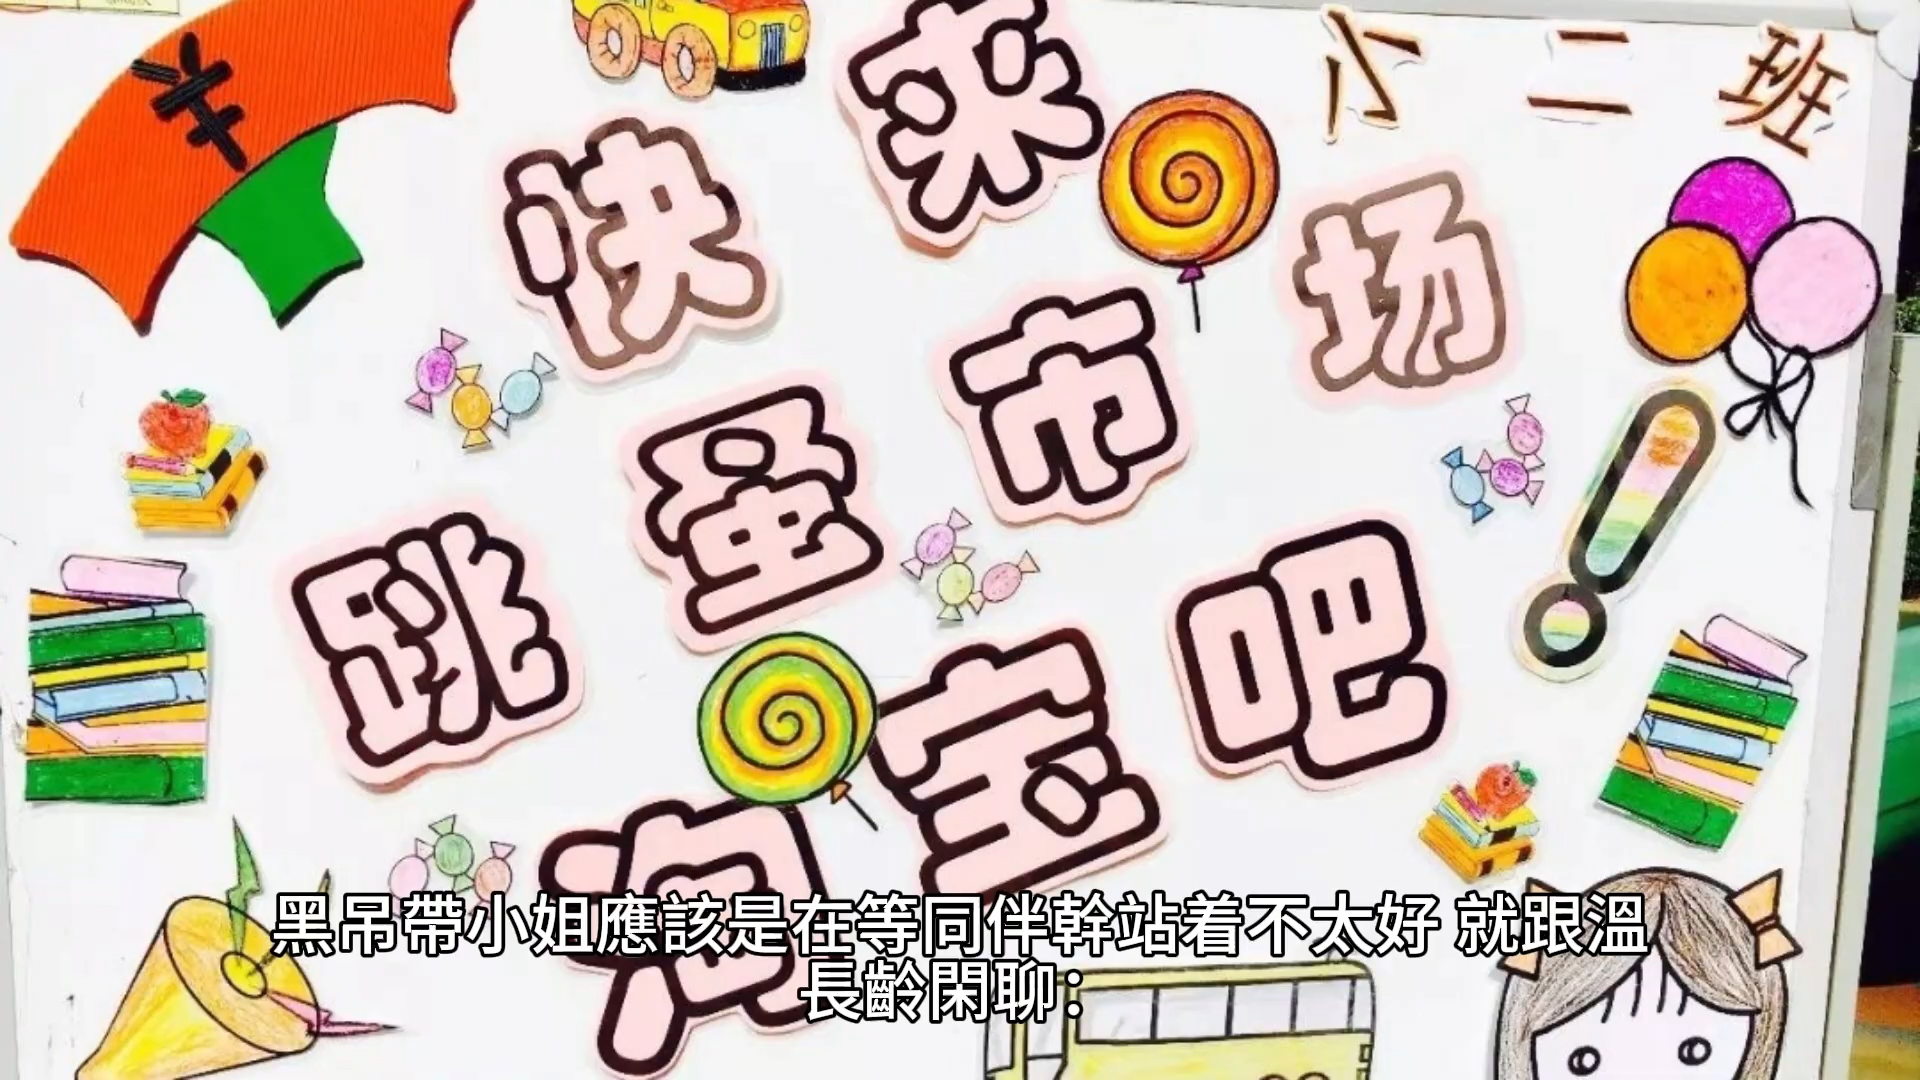 小二班
快来
跳蚤市场
淘宝吧！
黑吊帶小姐應該是在等同伴幹站着不太好 就跟溫
長齡閑聊：